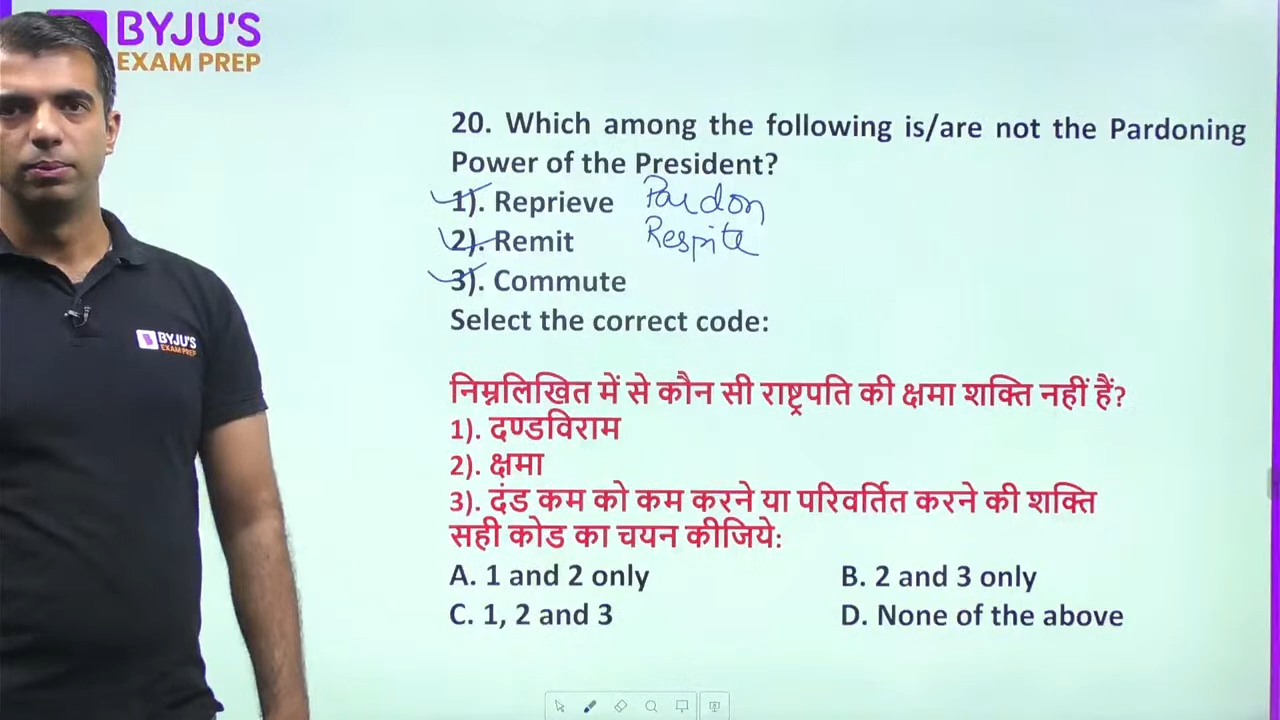 BYJU'S
EXAM PREP
20. Which among the following is/are not the Pardoning
Power of the President?
1). Reprieve Pardon
2). Remit Respite
3). Commute
Select the correct code:
निम्नलिखित में से कौन सी राष्ट्रपति की क्षमा शक्ति नहीं हैं?
1). दण्डविराम
2). क्षमा
3). दंड कम को कम करने या परिवर्तित करने की शक्ति
सही कोड का चयन कीजिये:
A. 1 and 2 only B. 2 and 3 only
C. 1, 2 and 3 D. None of the above
BYJU'S
EXAM PREP